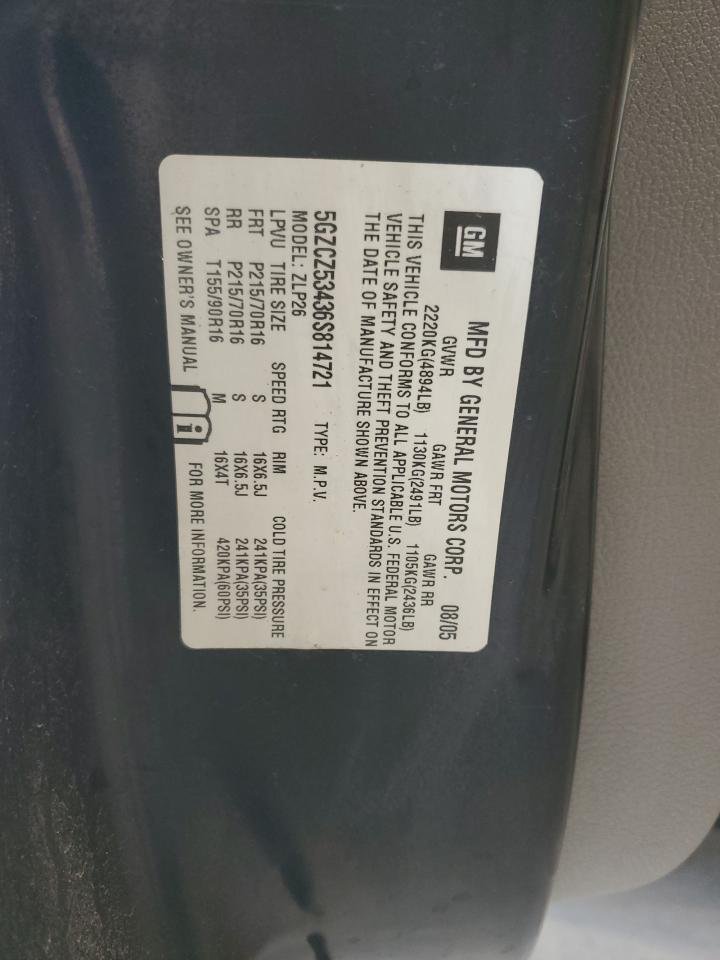 GM
MFD BY GENERAL MOTORS CORP. 08/05
GVWR GAWR FRT GAWR RR
2220KG(4894LB) 1130KG(2491LB) 1105KG(2436LB)
THIS VEHICLE CONFORMS TO ALL APPLICABLE U.S. FEDERAL MOTOR
VEHICLE SAFETY AND THEFT PREVENTION STANDARDS IN EFFECT ON
THE DATE OF MANUFACTURE SHOWN ABOVE.
5GZCZ53436S814721 TYPE: M.P.V.
MODEL: ZLP26
LPVU TIRE SIZE SPEED RTG RIM COLD TIRE PRESSURE
FRT P215/70R16 S 16X6.5J 241KPA(35PSI)
RR P215/70R16 S 16X6.5J 241KPA(35PSI)
SPA T155/90R16 M 16X4T 420KPA(60PSI)
SEE OWNER'S MANUAL i FOR MORE INFORMATION.